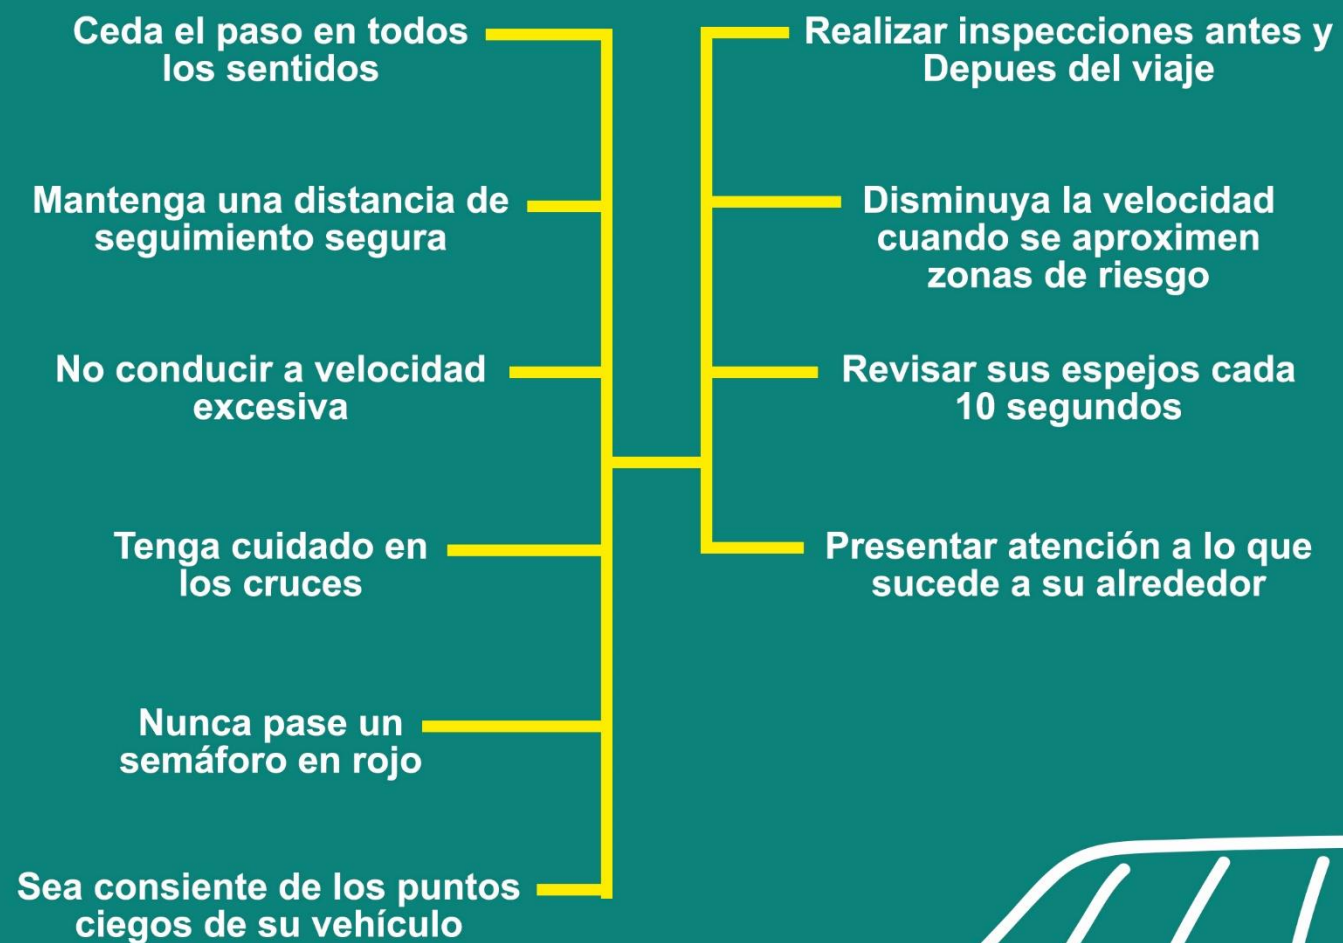 Ceda el paso en todos
los sentidos
Mantenga una distancia de
seguimiento segura
No conducir a velocidad
excesiva
Tenga cuidado en
los cruces
Nunca pase un
semáforo en rojo
Sea consiente de los puntos
ciegos de su vehículo
Realizar inspecciones antes y
Depues del viaje
Disminuya la velocidad
cuando se aproximen
zonas de riesgo
Revisar sus espejos cada
10 segundos
Presentar atención a lo que
sucede a su alrededor